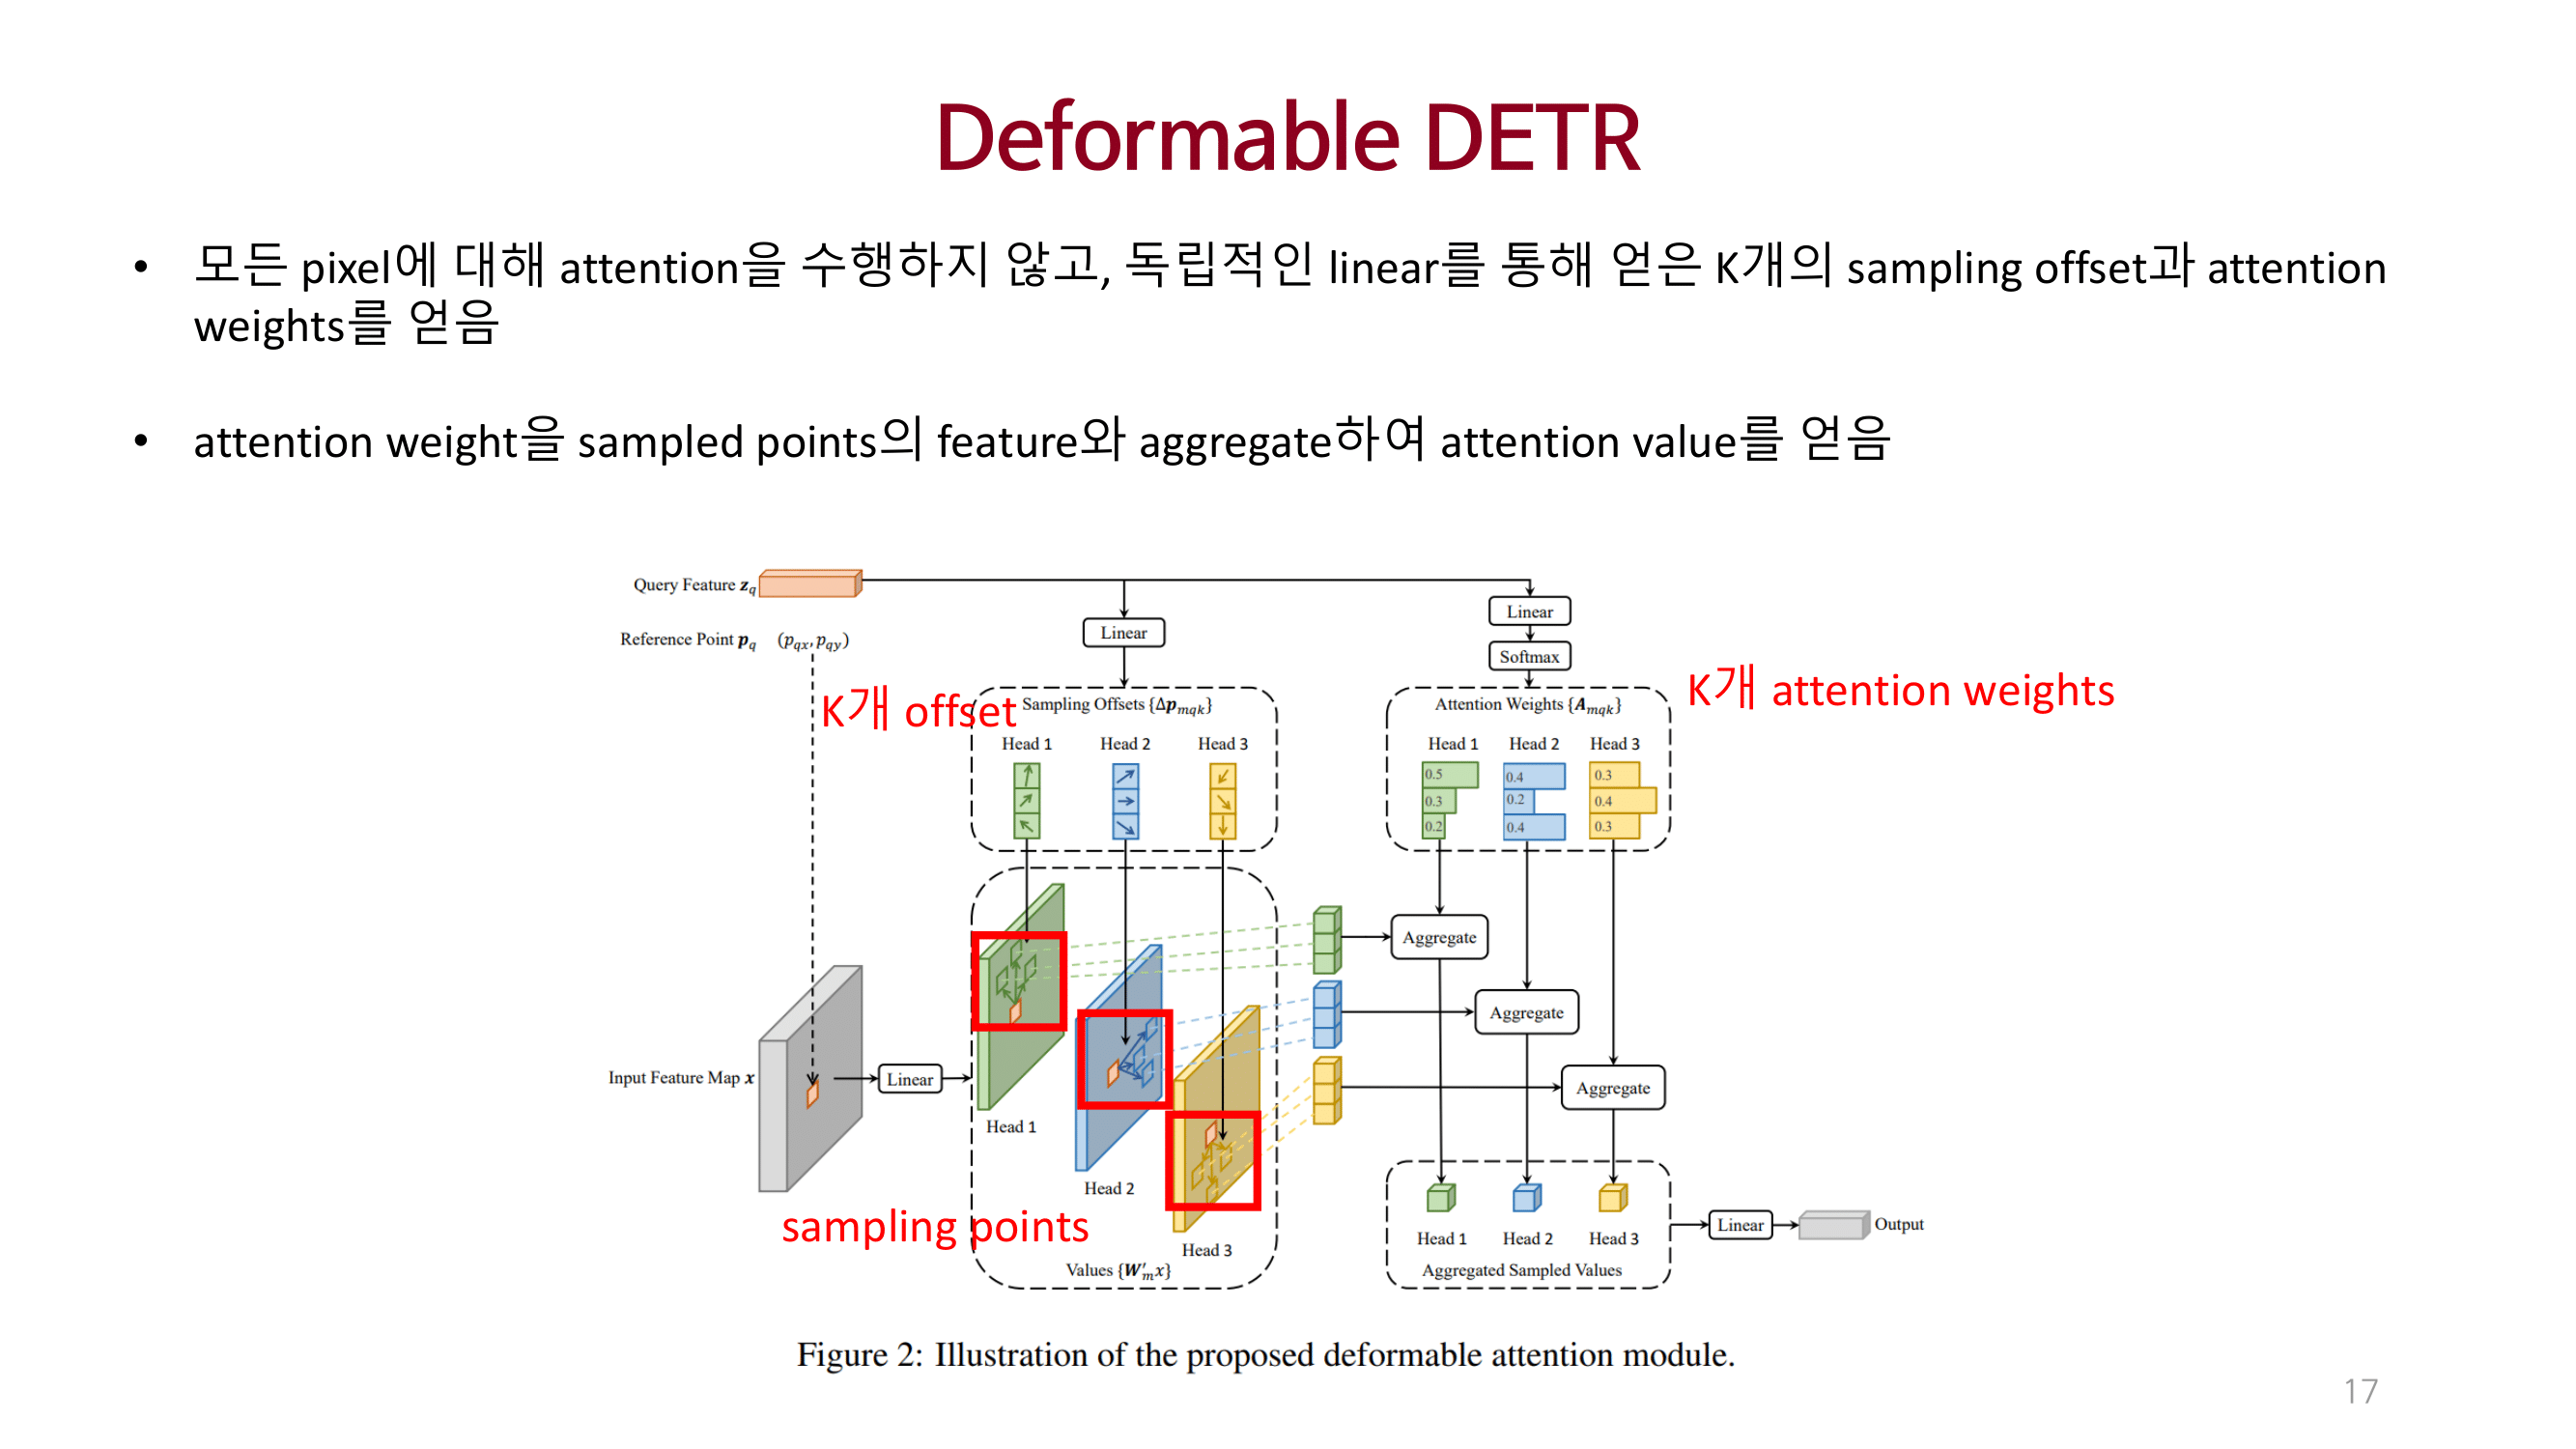 Deformable DETR
• 모든 pixel에 대해 attention을 수행하지 않고, 독립적인 linear를 통해 얻은 K개의 sampling offset과 attention
weights를 얻음
• attention weight을 sampled points의 feature와 aggregate하여 attention value를 얻음
Query Feature z_q
Reference Point p_q (p_qx, p_qy)
Linear
Linear
Softmax
K개 offset
Sampling Offsets {Δp_mqk}
Head 1 Head 2 Head 3
Attention Weights {A_mqk}
K개 attention weights
Head 1 Head 2 Head 3
0.5 0.4 0.3
0.3 0.2 0.4
0.2 0.4 0.3
Aggregate
Aggregate
Aggregate
Input Feature Map x
Linear
Head 1
Head 2
Head 3
sampling points
Values {W′_m x}
Head 1 Head 2 Head 3
Aggregated Sampled Values
Linear
Output
Figure 2: Illustration of the proposed deformable attention module.
17